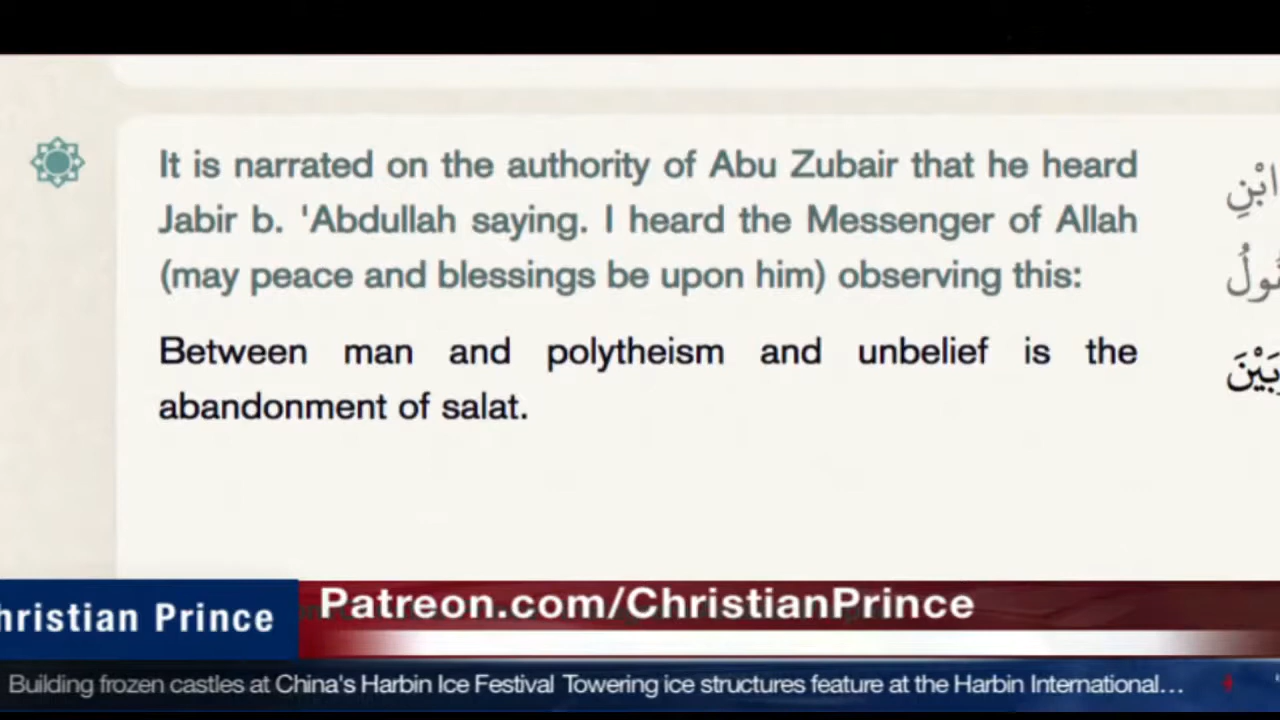 It is narrated on the authority of Abu Zubair that he heard
Jabir b. 'Abdullah saying. I heard the Messenger of Allah
(may peace and blessings be upon him) observing this:
Between man and polytheism and unbelief is the
abandonment of salat.
ابْنِ
بَيْنَ
hristian Prince
Patreon.com/ChristianPrince
Building frozen castles at China's Harbin Ice Festival Towering ice structures feature at the Harbin International...